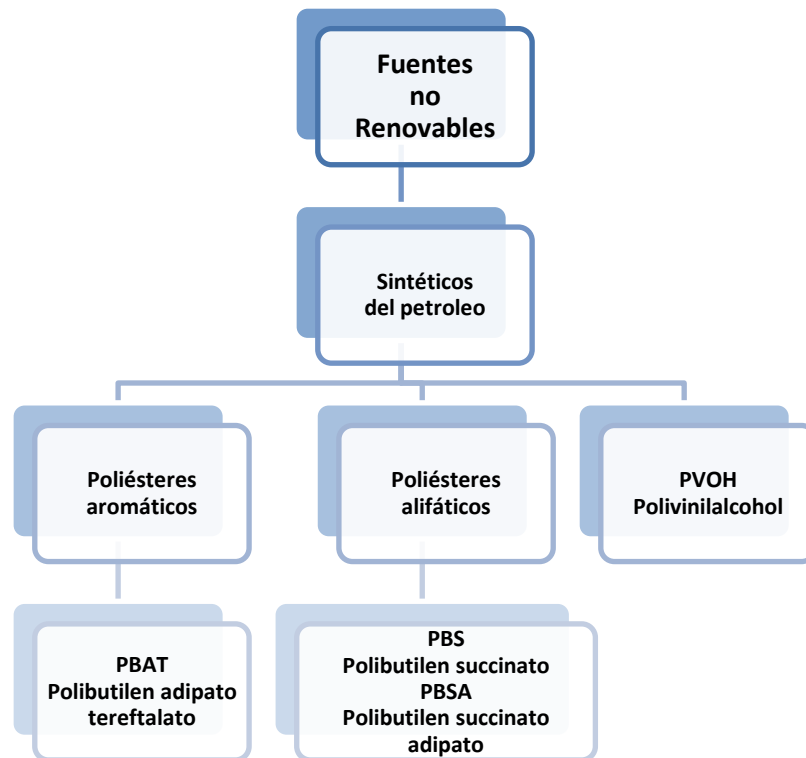 Fuentes
no
Renovables
Sintéticos
del petroleo
Poliésteres
aromáticos
Poliésteres
alifáticos
PVOH
Polivinilalcohol
PBAT
Polibutilen adipato
tereftalato
PBS
Polibutilen succinato
PBSA
Polibutilen succinato
adipato